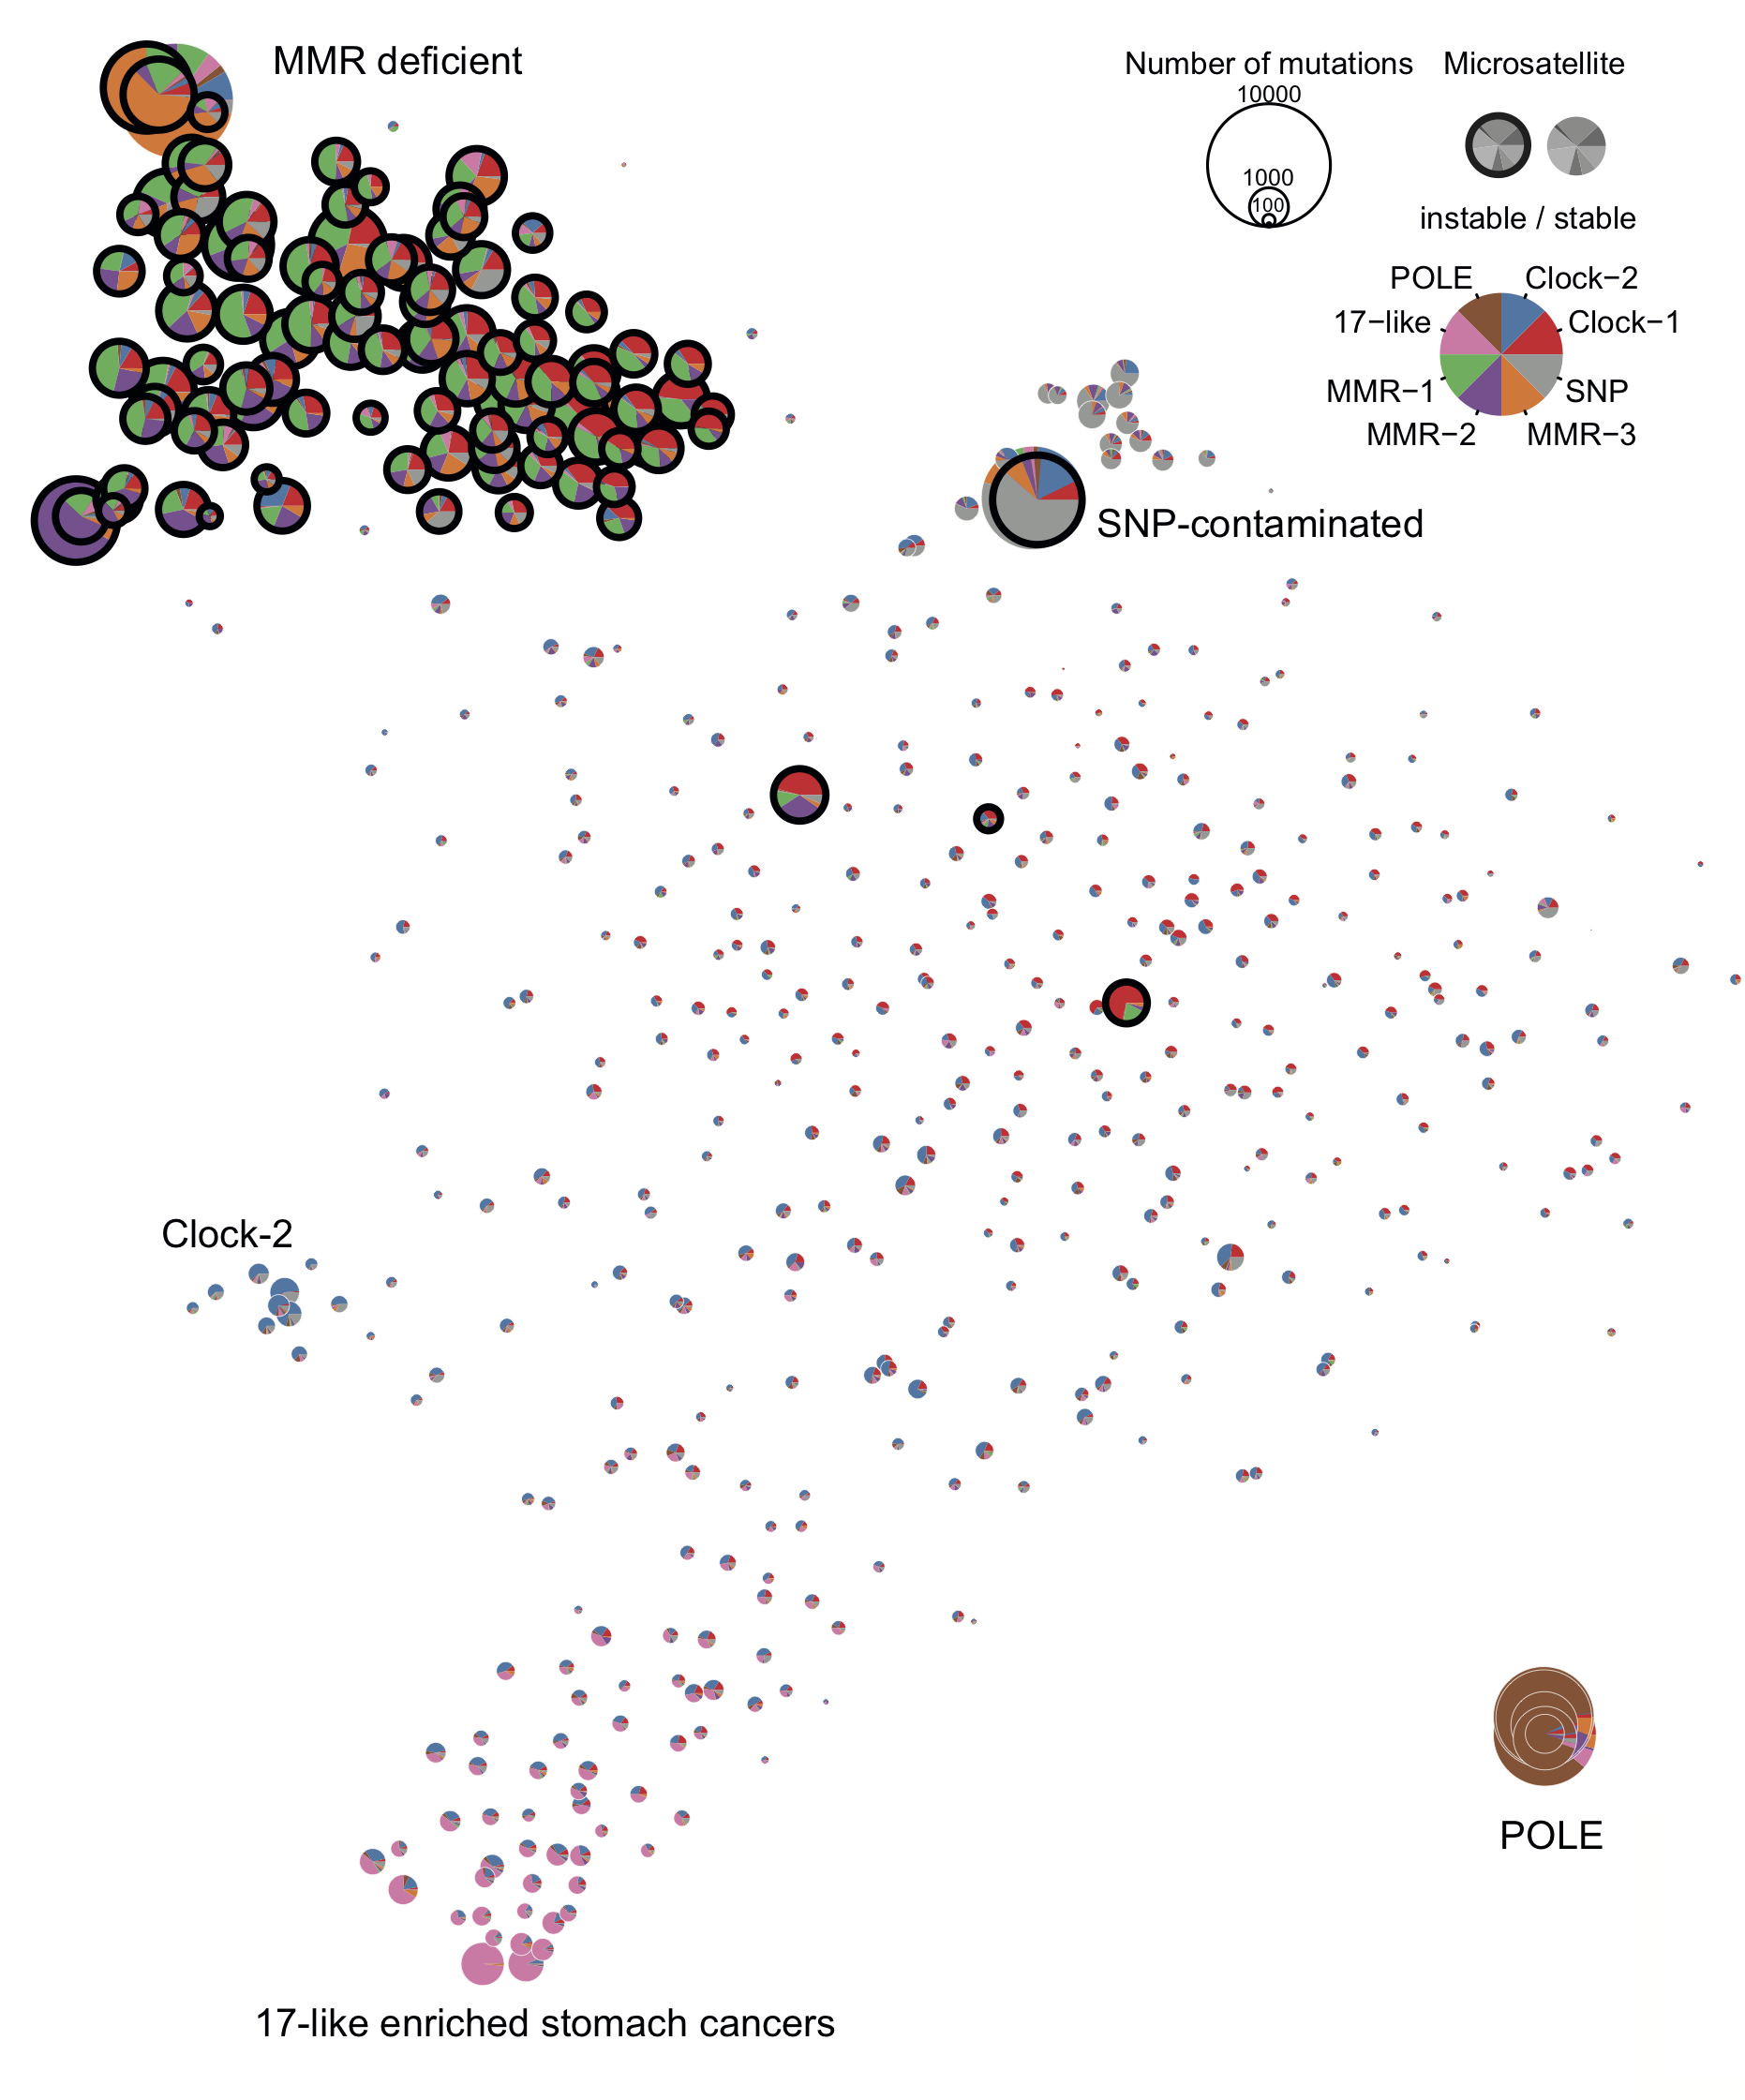 MMR deficient
Number of mutations
Microsatellite
10000
1000
100
instable / stable
POLE
Clock−2
17−like
Clock−1
MMR−1
SNP
MMR−2
MMR−3
SNP-contaminated
Clock-2
POLE
17-like enriched stomach cancers